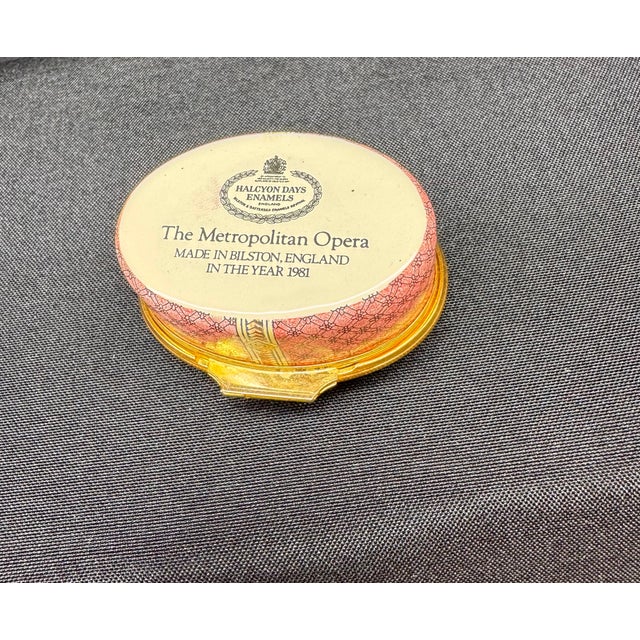 HALCYON DAYS
ENAMELS
ENGLAND
The Metropolitan Opera
MADE IN BILSTON, ENGLAND
IN THE YEAR 1981